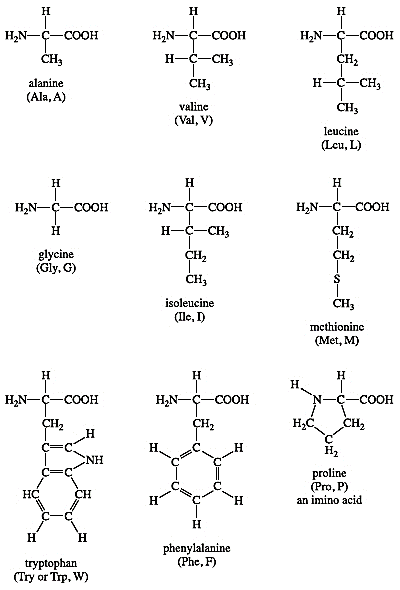 H
H₂N—C—COOH
CH₃
alanine
(Ala, A)
H
H₂N—C—COOH
H—C—CH₃
CH₃
valine
(Val, V)
H
H₂N—C—COOH
CH₂
H—C—CH₃
CH₃
leucine
(Leu, L)
H
H₂N—C—COOH
H
glycine
(Gly, G)
H
H₂N—C—COOH
H—C—CH₃
CH₂
CH₃
isoleucine
(Ile, I)
H
H₂N—C—COOH
CH₂
CH₂
S
CH₃
methionine
(Met, M)
H
H₂N—C—COOH
CH₂
H
C=C
NH
C=C
HC CH
C—C
H H
tryptophan
(Try or Trp, W)
H
H₂N—C—COOH
CH₂
H C H
C C
C C
H C H
H
phenylalanine
(Phe, F)
H H
N—C—COOH
H₂C CH₂
C
H₂
proline
(Pro, P)
an imino acid